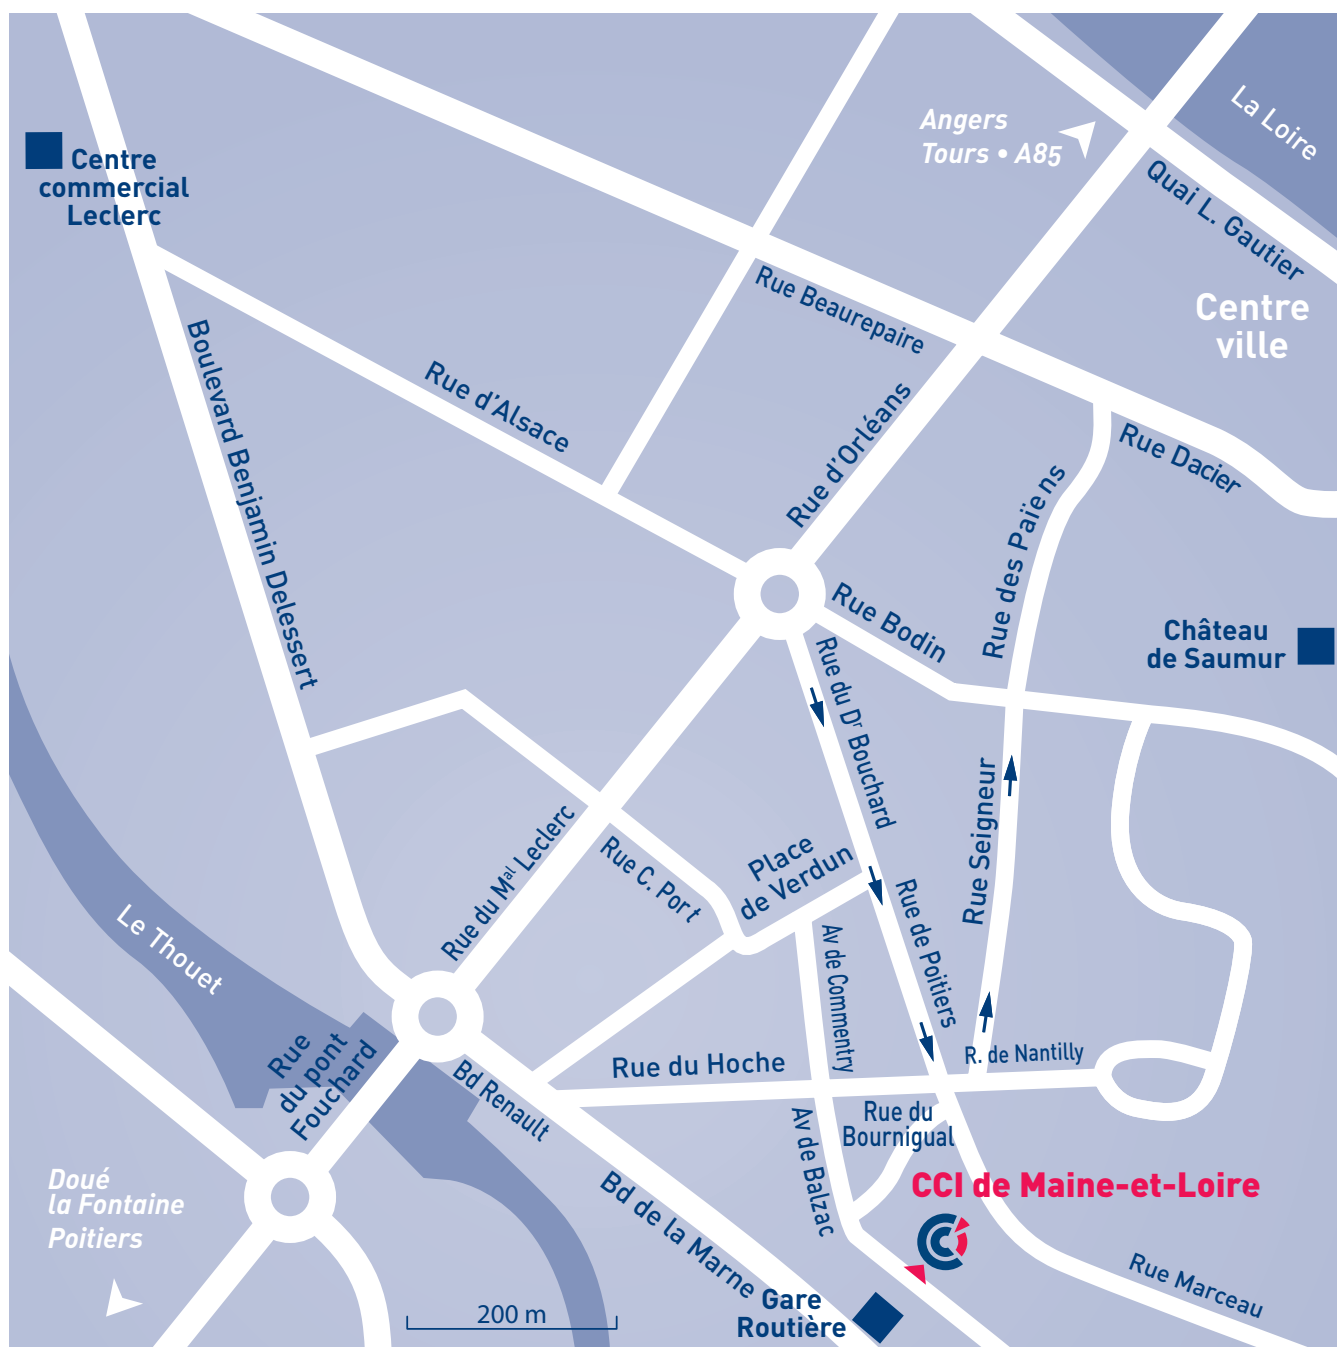 La Loire
Angers
Tours • A85
Centre
commercial
Leclerc
Quai L. Gautier
Centre
ville
Rue Beaurepaire
Boulevard Benjamin Delessert
Rue d'Alsace
Rue d'Orléans
Rue Dacier
Rue des Païe ns
Rue Bodin
Château
de Saumur
Rue du Dr Bouchard
Rue Seigneur
Rue du Mal Leclerc
Rue C. Port
Place
de Verdun
Rue de Poitiers
Le Thouet
Av de Commentry
Rue
du pont
Fouchard
Bd Renault
Rue du Hoche
R. de Nantilly
Rue du
Bournigual
Av de Balzac
Doué
la Fontaine
Poitiers
Bd de la Marne
CCI de Maine-et-Loire
Rue Marceau
Gare
Routière
200 m